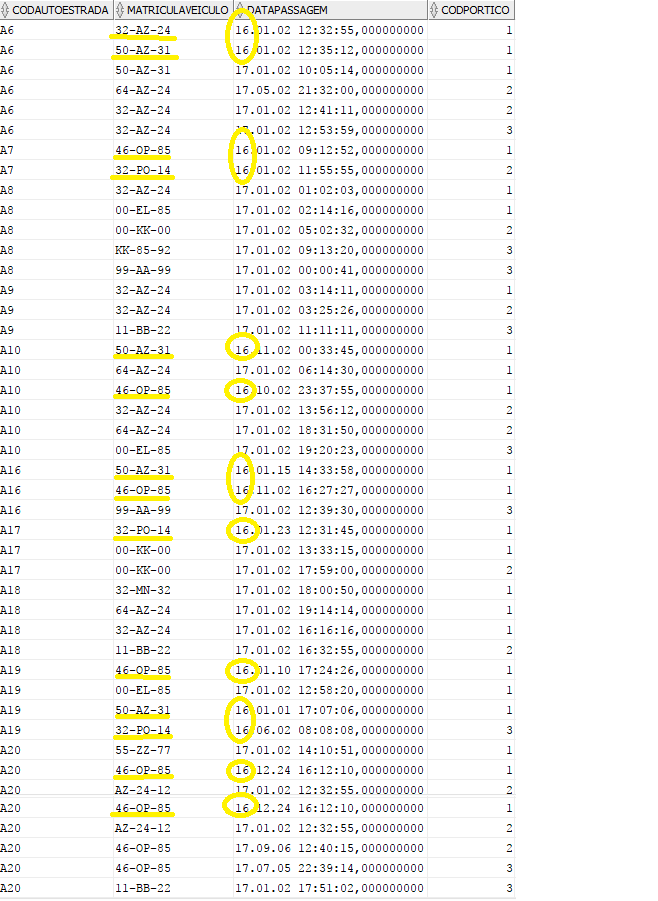 CODAUTOESTRADA MATRICULAVEICULO DATAPASSAGEM CODPORTICO
A6 32-AZ-24 16.01.02 12:32:55,000000000 1
A6 50-AZ-31 16.01.02 12:35:12,000000000 1
A6 50-AZ-31 17.01.02 10:05:14,000000000 1
A6 64-AZ-24 17.05.02 21:32:00,000000000 2
A6 32-AZ-24 17.01.02 12:41:11,000000000 2
A6 32-AZ-24 17.01.02 12:53:59,000000000 3
A7 46-OP-85 16.01.02 09:12:52,000000000 1
A7 32-PO-14 16.01.02 11:55:55,000000000 2
A8 32-AZ-24 17.01.02 01:02:03,000000000 1
A8 00-EL-85 17.01.02 02:14:16,000000000 1
A8 00-KK-00 17.01.02 05:02:32,000000000 2
A8 KK-85-92 17.01.02 09:13:20,000000000 3
A8 99-AA-99 17.01.02 00:00:41,000000000 3
A9 32-AZ-24 17.01.02 03:14:11,000000000 1
A9 32-AZ-24 17.01.02 03:25:26,000000000 2
A9 11-BB-22 17.01.02 11:11:11,000000000 3
A10 50-AZ-31 16.11.02 00:33:45,000000000 1
A10 64-AZ-24 17.01.02 06:14:30,000000000 1
A10 46-OP-85 16.10.02 23:37:55,000000000 1
A10 32-AZ-24 17.01.02 13:56:12,000000000 2
A10 64-AZ-24 17.01.02 18:31:50,000000000 2
A10 00-EL-85 17.01.02 19:20:23,000000000 3
A16 50-AZ-31 16.01.15 14:33:58,000000000 1
A16 46-OP-85 16.11.02 16:27:27,000000000 1
A16 99-AA-99 17.01.02 12:39:30,000000000 3
A17 32-PO-14 16.01.23 12:31:45,000000000 1
A17 00-KK-00 17.01.02 13:33:15,000000000 1
A17 00-KK-00 17.01.02 17:59:00,000000000 2
A18 32-MN-32 17.01.02 18:00:50,000000000 1
A18 64-AZ-24 17.01.02 19:14:14,000000000 1
A18 32-AZ-24 17.01.02 16:16:16,000000000 1
A18 11-BB-22 17.01.02 16:32:55,000000000 2
A19 46-OP-85 16.01.10 17:24:26,000000000 1
A19 00-EL-85 17.01.02 12:58:20,000000000 1
A19 50-AZ-31 16.01.01 17:07:06,000000000 1
A19 32-PO-14 16.06.02 08:08:08,000000000 3
A20 55-ZZ-77 17.01.02 14:10:51,000000000 1
A20 46-OP-85 16.12.24 16:12:10,000000000 1
A20 AZ-24-12 17.01.02 12:32:55,000000000 2
A20 46-OP-85 16.12.24 16:12:10,000000000 1
A20 AZ-24-12 17.01.02 12:32:55,000000000 2
A20 46-OP-85 17.09.06 12:40:15,000000000 2
A20 46-OP-85 17.07.05 22:39:14,000000000 3
A20 11-BB-22 17.01.02 17:51:02,000000000 3